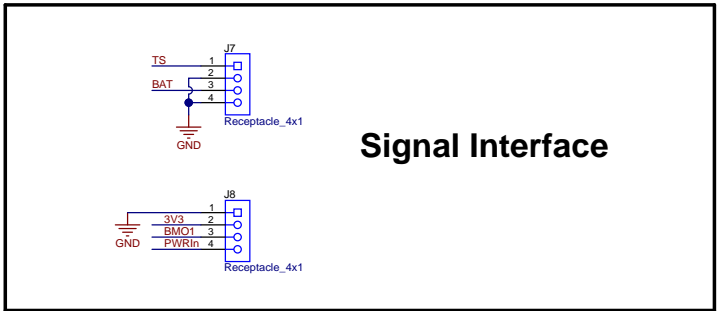 J7
TS 1
2
BAT 3
4
Receptacle_4x1
GND
Signal Interface
J8
1
3V3 2
BMO1 3
GND PWRIn 4
Receptacle_4x1